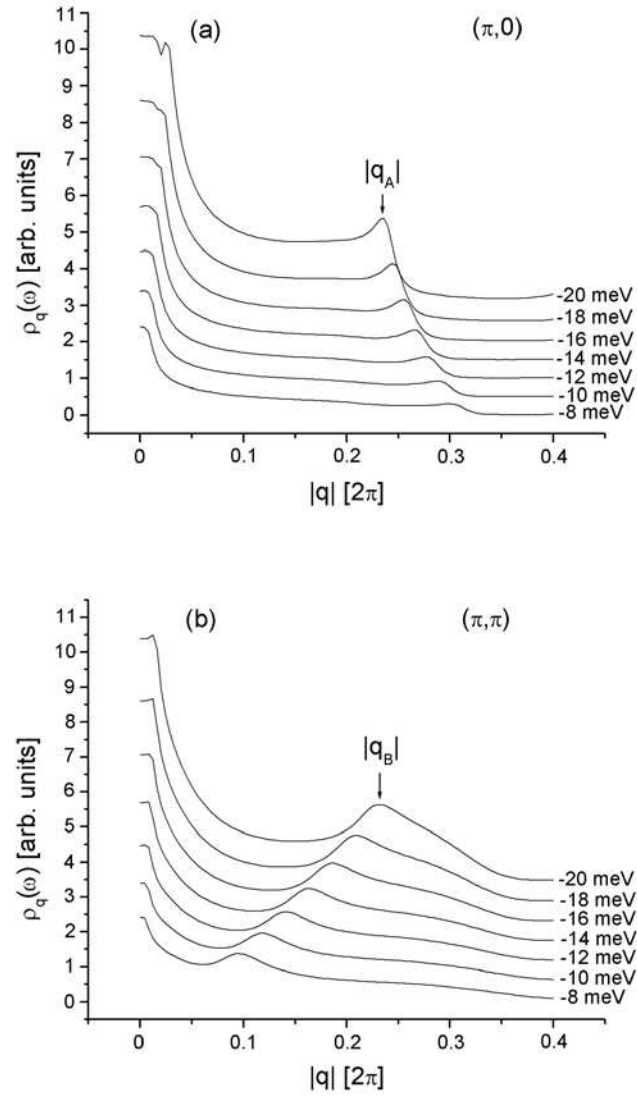 (a)
(π,0)
11
10
9
8
7
6
5
4
3
2
1
0
ρq(ω) [arb. units]
|qA|
-20 meV
-18 meV
-16 meV
-14 meV
-12 meV
-10 meV
-8 meV
0
0.1
0.2
0.3
0.4
|q| [2π]
(b)
(π,π)
11
10
9
8
7
6
5
4
3
2
1
0
ρq(ω) [arb. units]
|qB|
-20 meV
-18 meV
-16 meV
-14 meV
-12 meV
-10 meV
-8 meV
0
0.1
0.2
0.3
0.4
|q| [2π]